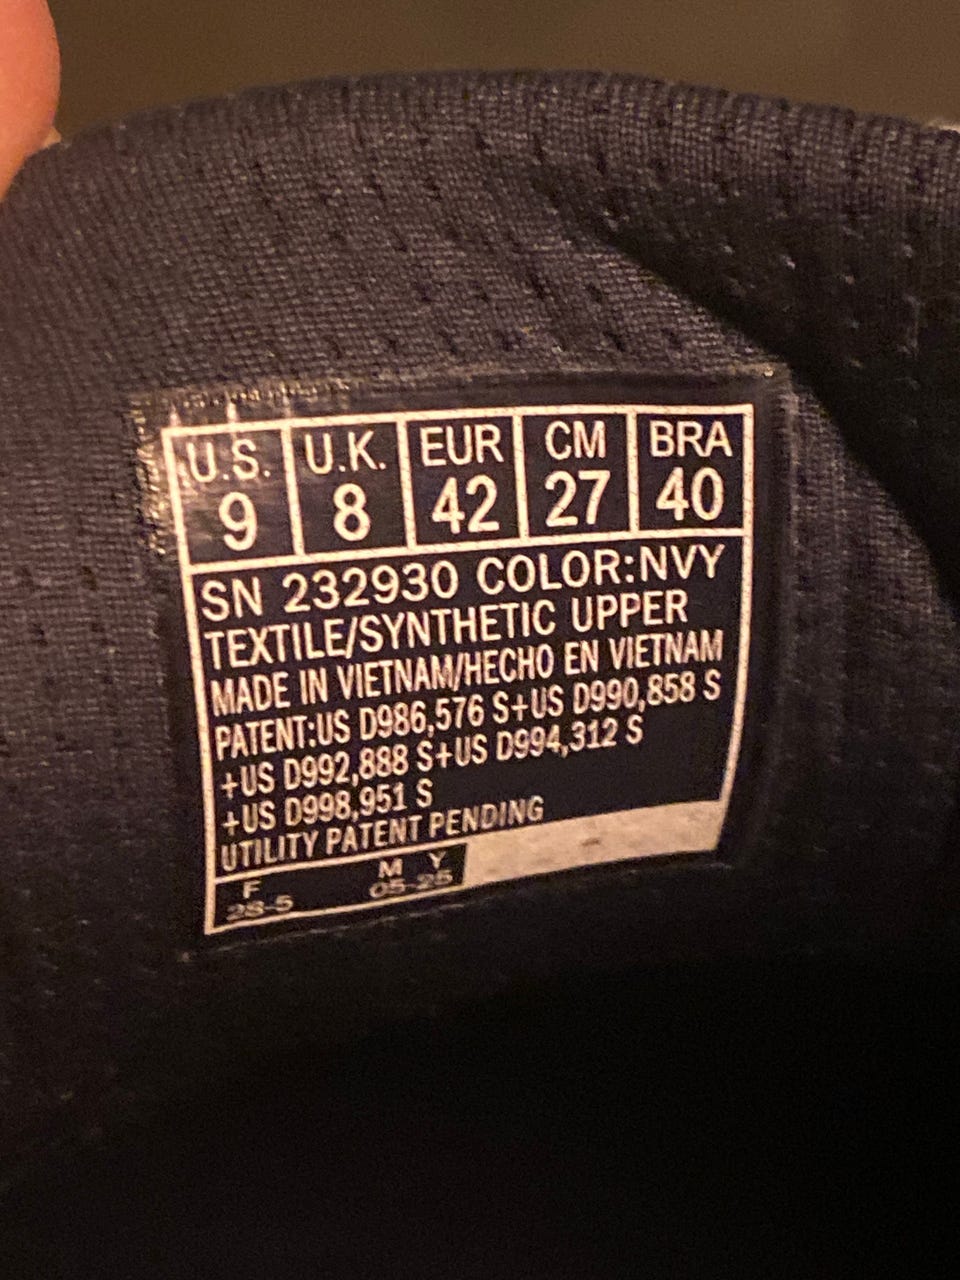 U.S. U.K. EUR CM BRA
9 8 42 27 40
SN 232930 COLOR:NVY
TEXTILE/SYNTHETIC UPPER
MADE IN VIETNAM/HECHO EN VIETNAM
PATENT:US D986,576 S+US D990,858 S
+US D992,888 S+US D994,312 S
+US D998,951 S
UTILITY PATENT PENDING
F M Y
28-5 05-25